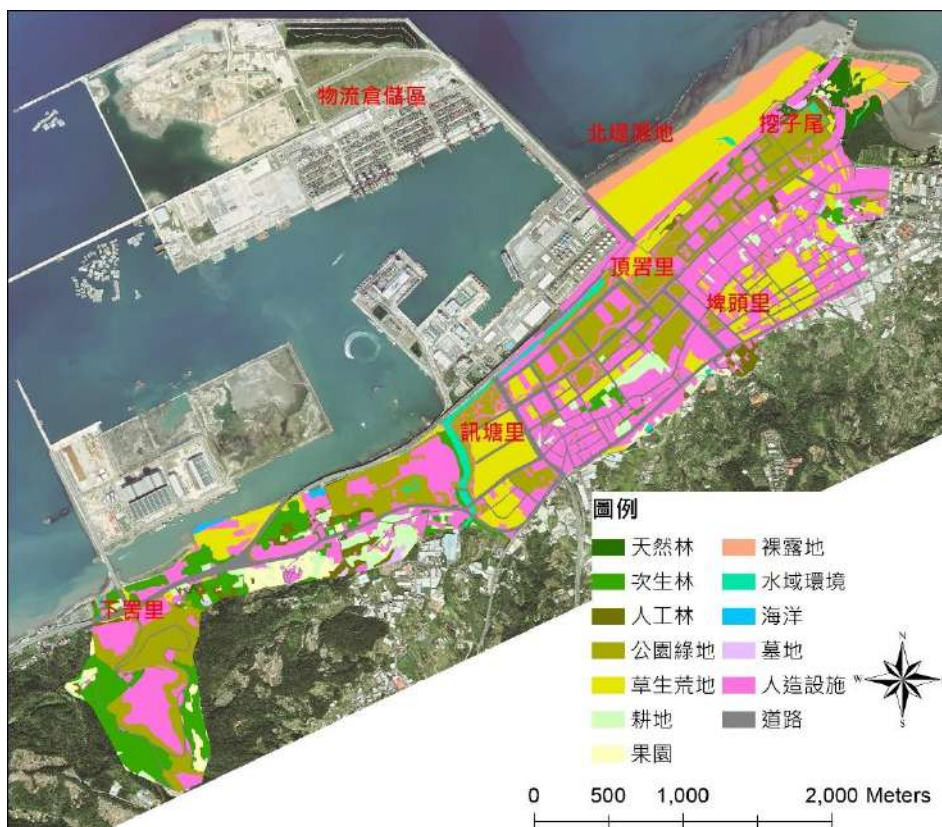 物流倉儲區
北堤濕地
挖子尾
頂罟里
埤頭里
訊塘里
下罟里
圖例
天然林
次生林
人工林
公園綠地
草生荒地
耕地
果園
裸露地
水域環境
海洋
墓地
人造設施
道路
N
W
S
0 500 1,000 2,000 Meters